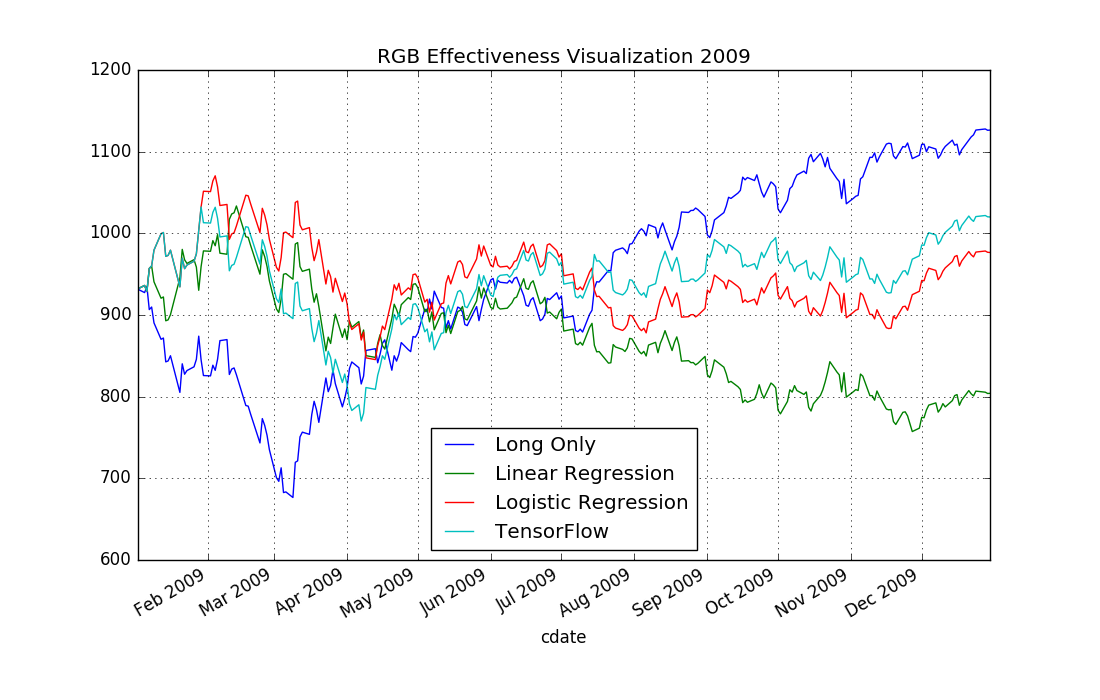 RGB Effectiveness Visualization 2009
1200
1100
1000
900
800
700
600
Long Only
Linear Regression
Logistic Regression
TensorFlow
Feb 2009
Mar 2009
Apr 2009
May 2009
Jun 2009
Jul 2009
Aug 2009
Sep 2009
Oct 2009
Nov 2009
Dec 2009
cdate